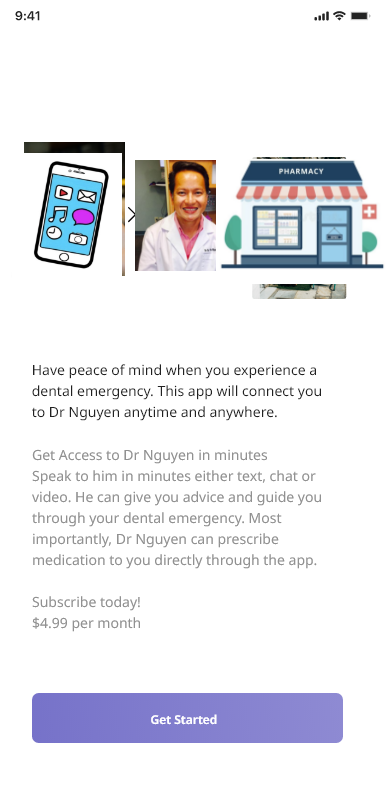 9:41
PHARMACY
Have peace of mind when you experience a
dental emergency. This app will connect you
to Dr Nguyen anytime and anywhere.
Get Access to Dr Nguyen in minutes
Speak to him in minutes either text, chat or
video. He can give you advice and guide you
through your dental emergency. Most
importantly, Dr Nguyen can prescribe
medication to you directly through the app.
Subscribe today!
$4.99 per month
Get Started